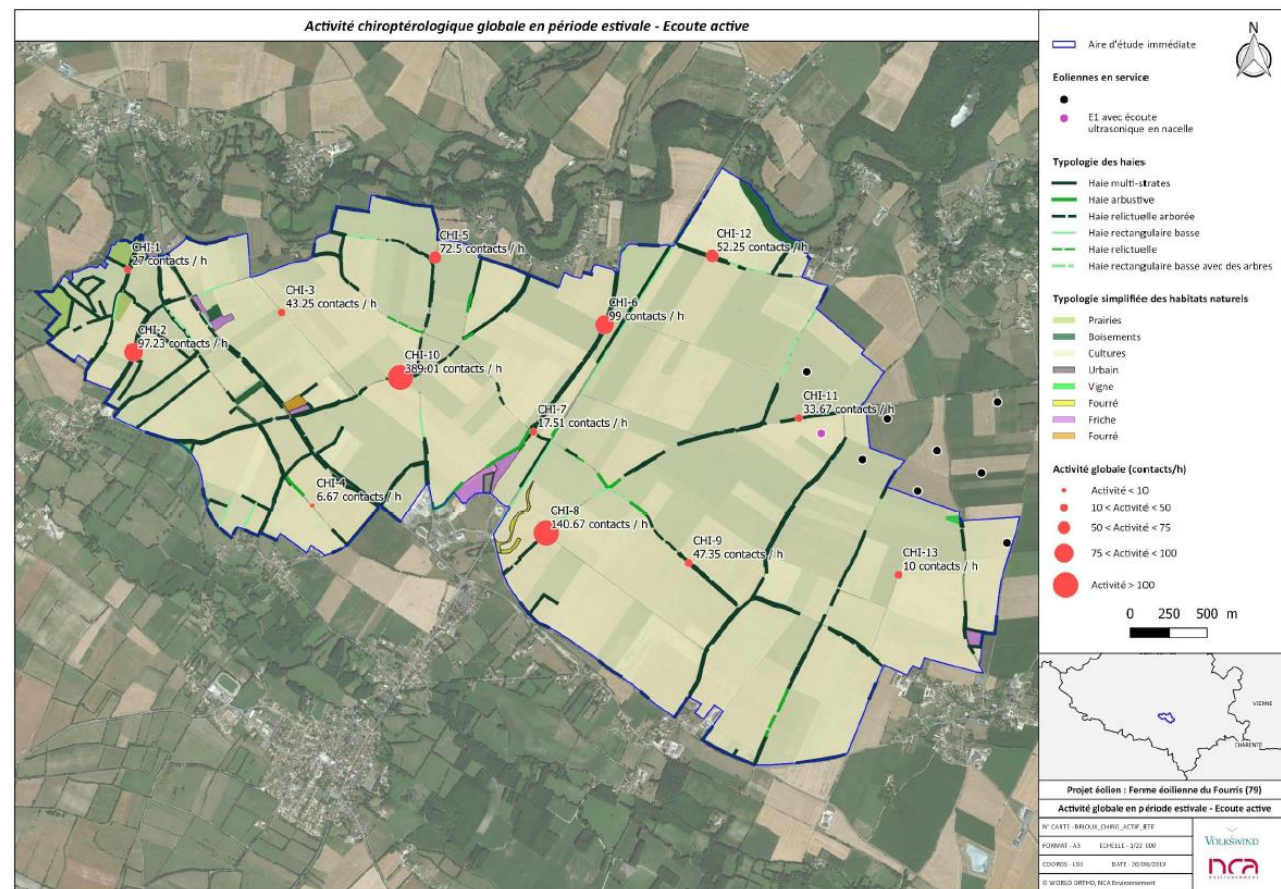 Activité chiroptérologique globale en période estivale - Ecoute active
CHI-1
27 contacts / h
CHI-2
97.23 contacts / h
CHI-3
43.25 contacts / h
CHI-4
6.67 contacts / h
CHI-5
72.5 contacts / h
CHI-6
99 contacts / h
CHI-7
17.51 contacts / h
CHI-8
140.67 contacts / h
CHI-9
47.35 contacts / h
CHI-10
389.01 contacts / h
CHI-11
33.67 contacts / h
CHI-12
52.25 contacts / h
CHI-13
10 contacts / h
N
Aire d'étude immédiate
Eoliennes en service
E1 avec écoute
ultrasonique en nacelle
Typologie des haies
Haie multi-strates
Haie arbustive
Haie relictuelle arborée
Haie rectangulaire basse
Haie relictuelle
Haie rectangulaire basse avec des arbres
Typologie simplifiée des habitats naturels
Prairies
Boisements
Cultures
Urbain
Vigne
Fourré
Friche
Fourré
Activité globale (contacts/h)
Activité < 10
10 < Activité < 50
50 < Activité < 75
75 < Activité < 100
Activité > 100
0 250 500 m
VIENNE
CHARENTE
Projet éolien : Ferme éoilienne du Fourris (79)
Activité globale en période estivale - Ecoute active
N° CARTE : BRIOUX_CHIRO_ACTIF_ETE
FORMAT : A3 ECHELLE : 1/22 000
COORDS : L93 DATE : 20/09/2019
© WORLD ORTHO, NCA Environnement
VOLKSWIND
nca
environnement